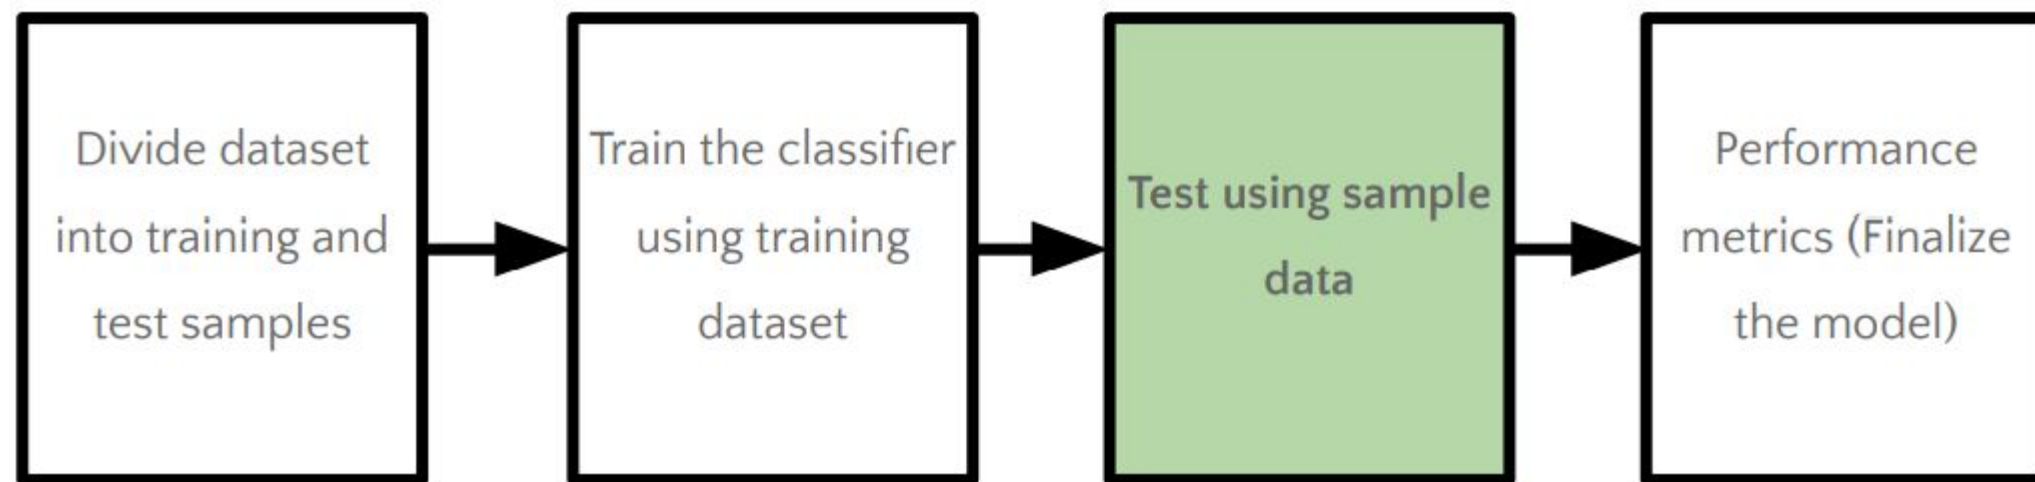 Divide dataset
into training and
test samples
Train the classifier
using training
dataset
Test using sample
data
Performance
metrics (Finalize
the model)